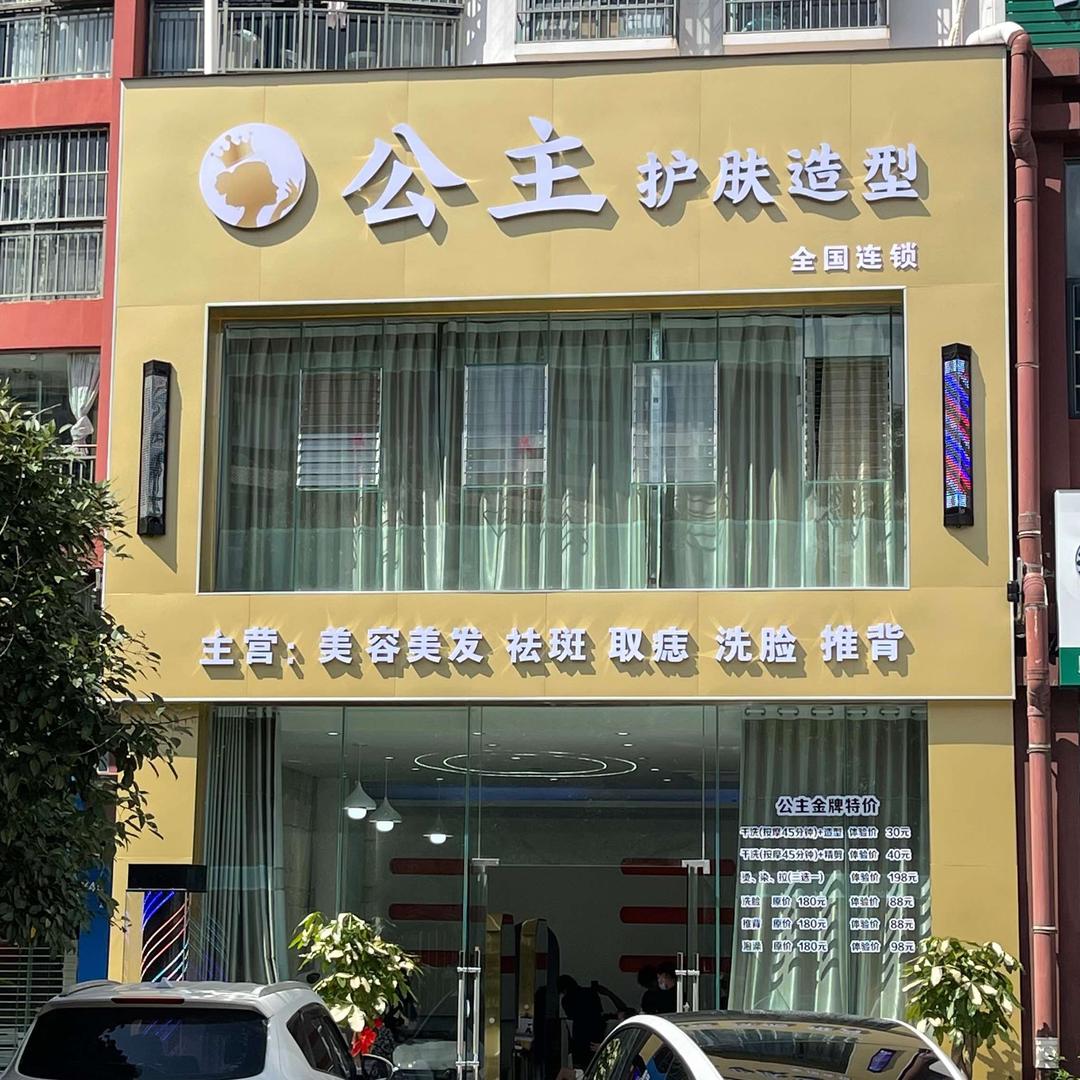 公主 护肤造型
全国连锁
主营: 美容美发 祛斑 取痣 洗脸 推背
公主金牌特价
干洗(按摩45分钟)+造型 体验价 30元
干洗(按摩45分钟)+精剪 体验价 40元
烫、染、拉(三选一) 体验价 198元
洗脸 原价 180元 体验价 88元
推背 原价 180元 体验价 88元
泡澡 原价 180元 体验价 98元